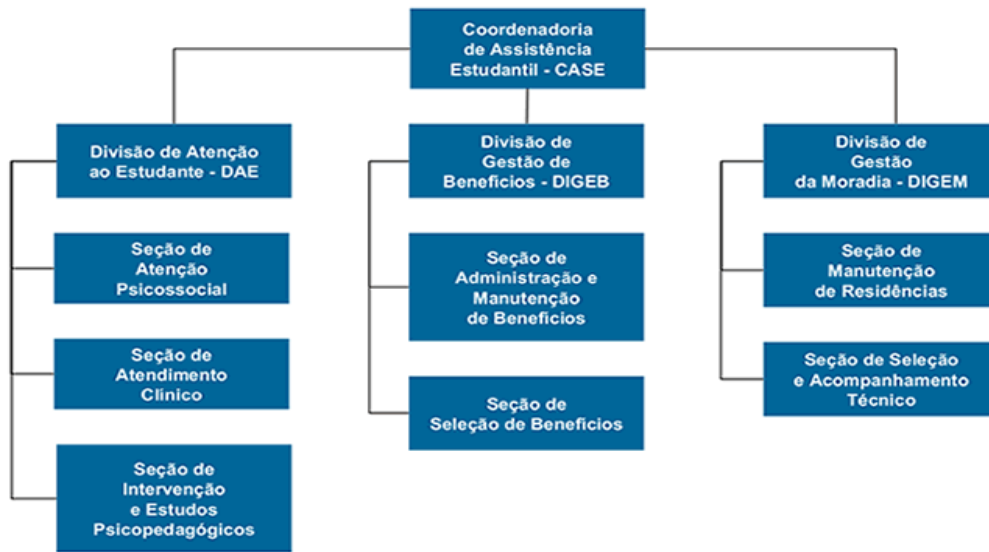 Coordenadoria
de Assistência
Estudantil - CASE
Divisão de Atenção
ao Estudante - DAE
Seção de
Atenção
Psicossocial
Seção de
Atendimento
Clínico
Seção de
Intervenção
e Estudos
Psicopedagógicos
Divisão de
Gestão de
Beneficios - DIGEB
Seção de
Administração e
Manutenção
de Beneficios
Seção de
Seleção de Beneficios
Divisão de
Gestão
da Moradia - DIGEM
Seção de
Manutenção
de Residências
Seção de Seleção
e Acompanhamento
Técnico